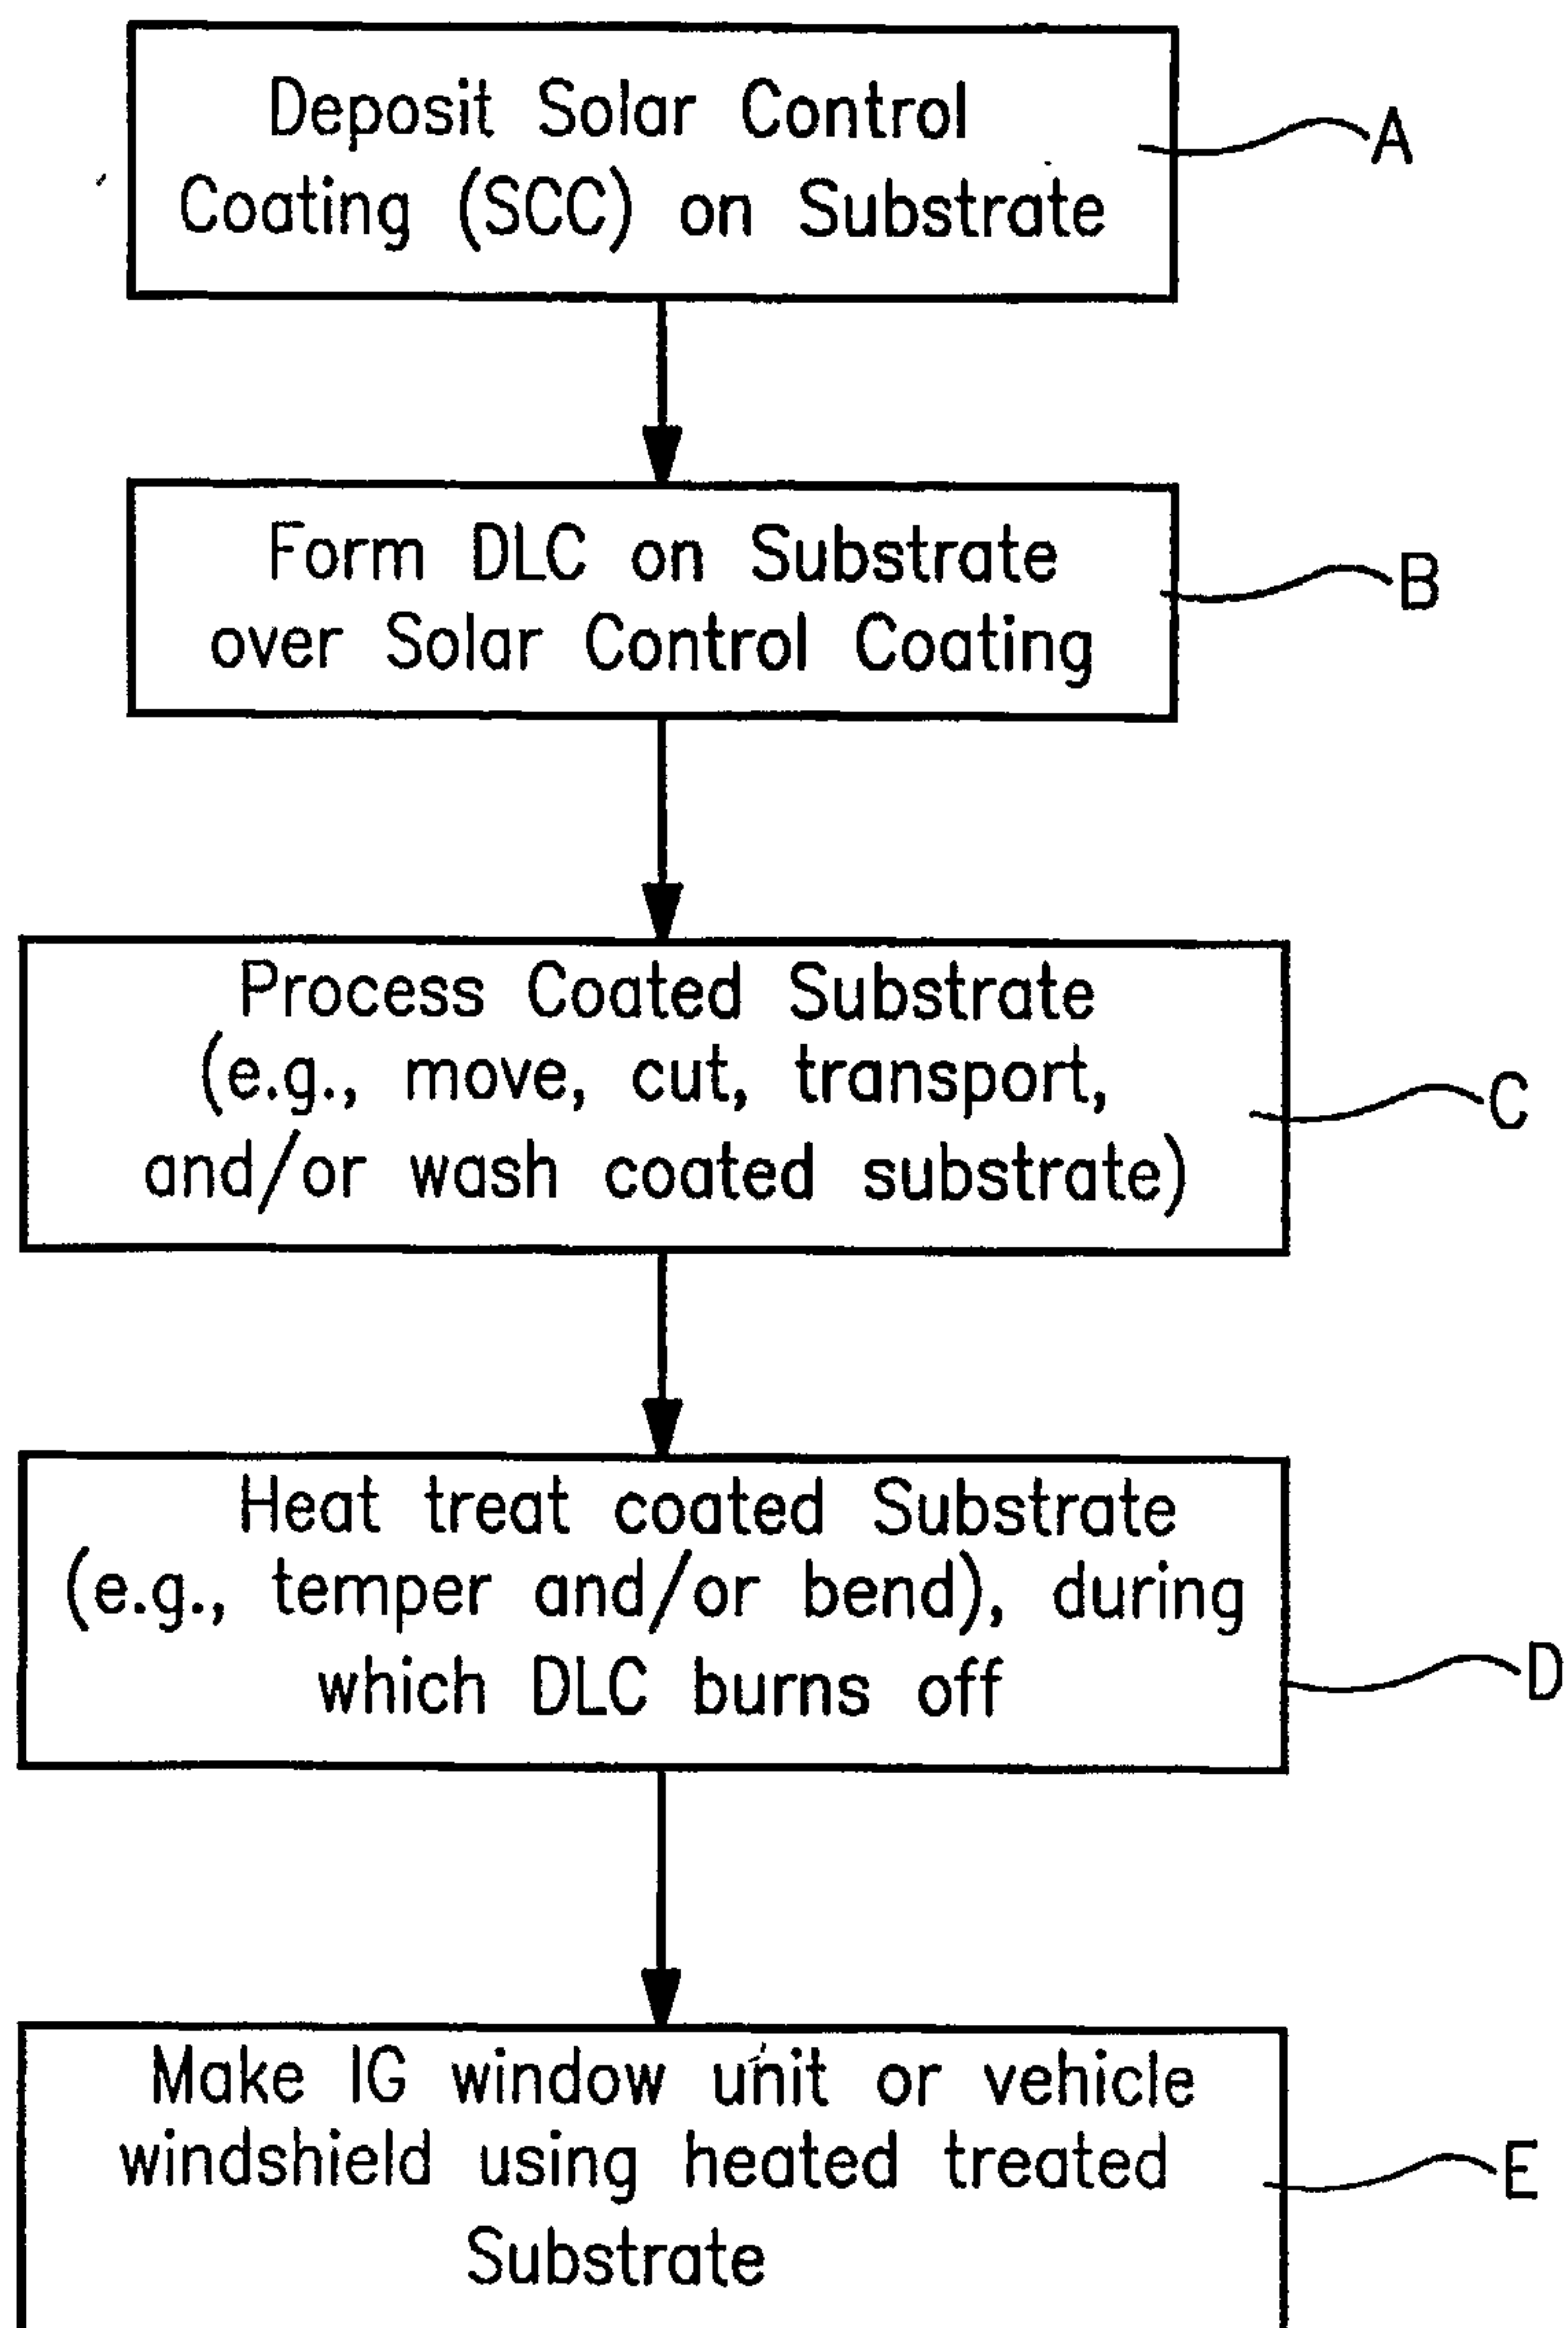 Deposit Solar Control
Coating (SCC) on Substrate
A
Form DLC on Substrate
over Solar Control Coating
B
Process Coated Substrate
(e.g., move, cut, transport,
and/or wash coated substrate)
C
Heat treat coated Substrate
(e.g., temper and/or bend), during
which DLC burns off
D
Make IG window unit or vehicle
windshield using heated treated
Substrate
E